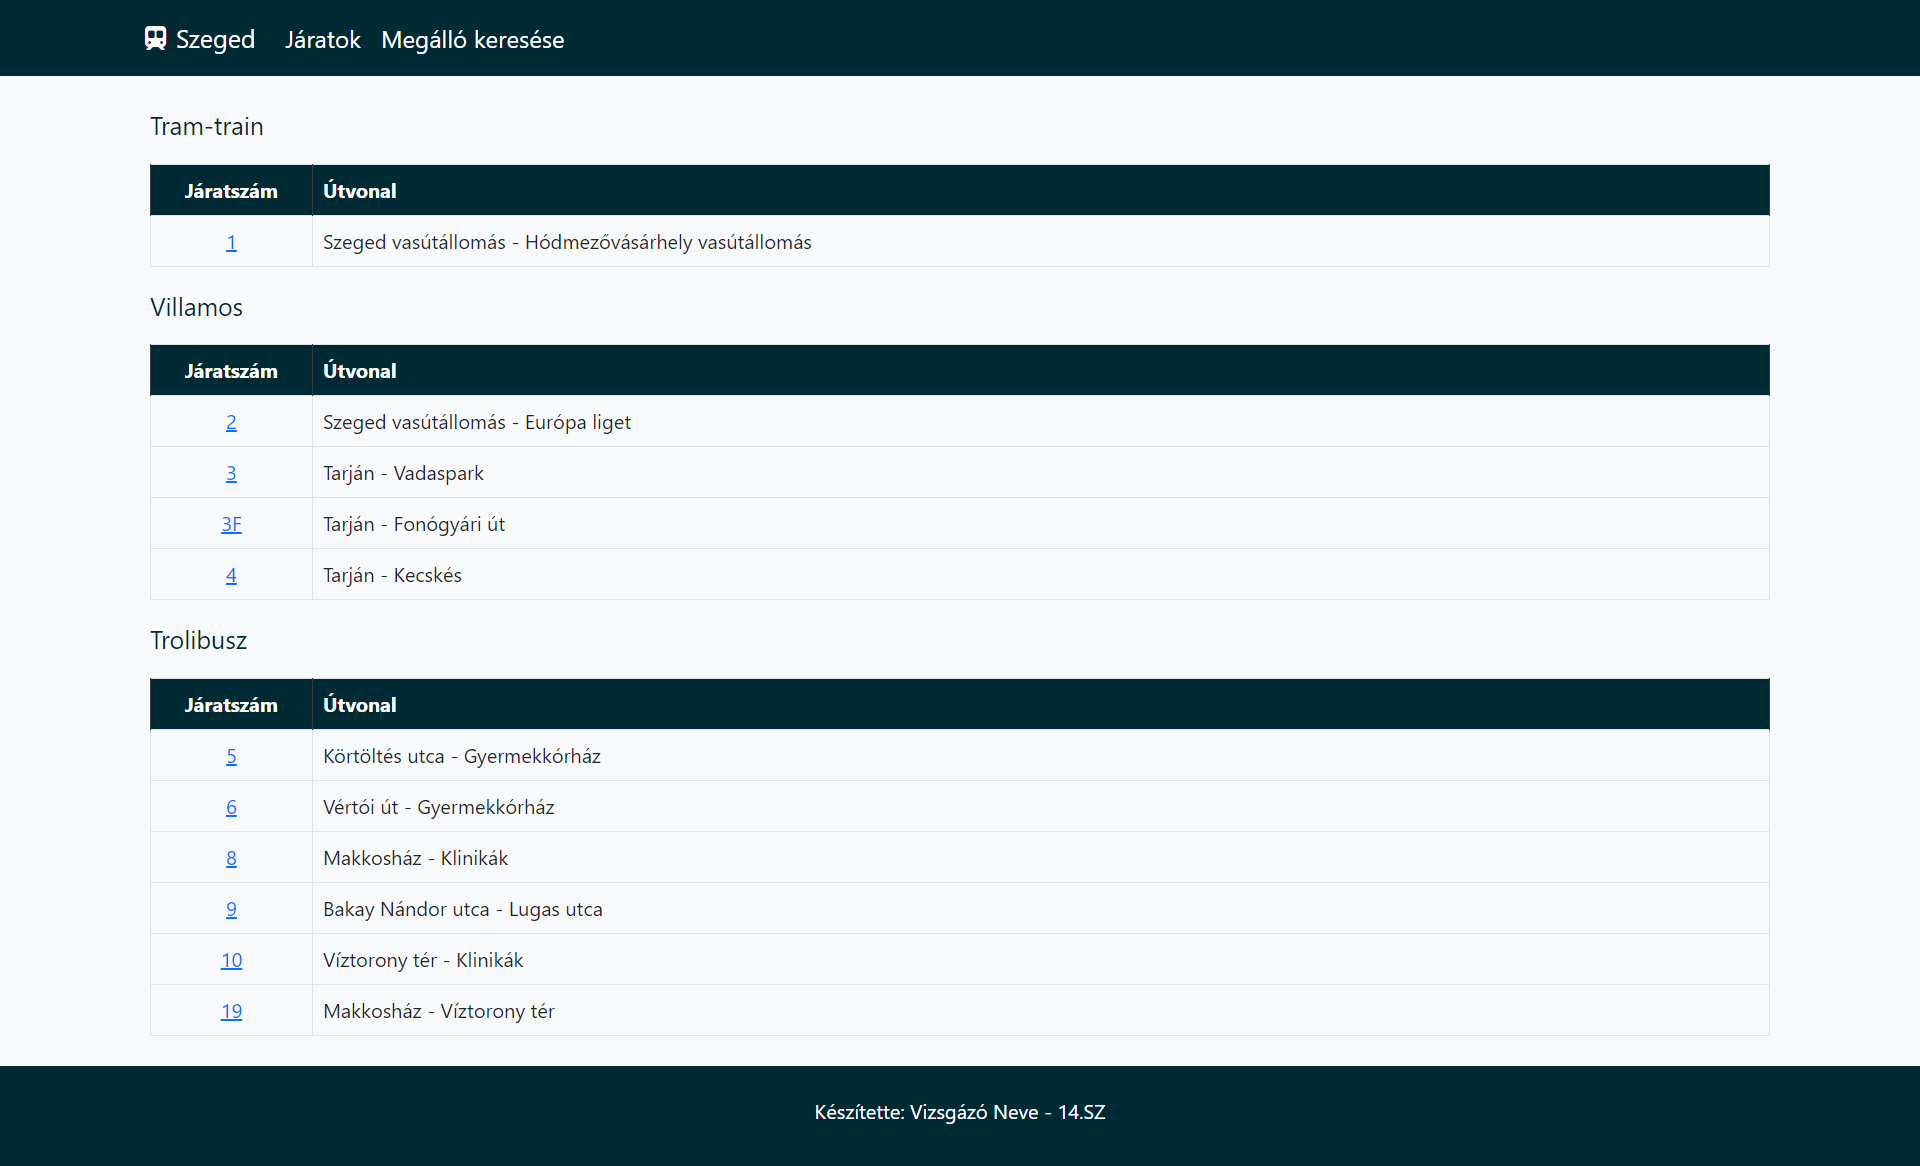 Szeged Járatok Megálló keresése
Tram-train
Járatszám Útvonal
1 Szeged vasútállomás - Hódmezővásárhely vasútállomás
Villamos
Járatszám Útvonal
2 Szeged vasútállomás - Európa liget
3 Tarján - Vadaspark
3F Tarján - Fonógyári út
4 Tarján - Kecskés
Trolibusz
Járatszám Útvonal
5 Körtöltés utca - Gyermekkórház
6 Vértói út - Gyermekkórház
8 Makkosház - Klinikák
9 Bakay Nándor utca - Lugas utca
10 Víztorony tér - Klinikák
19 Makkosház - Víztorony tér
Készítette: Vizsgázó Neve - 14.SZ